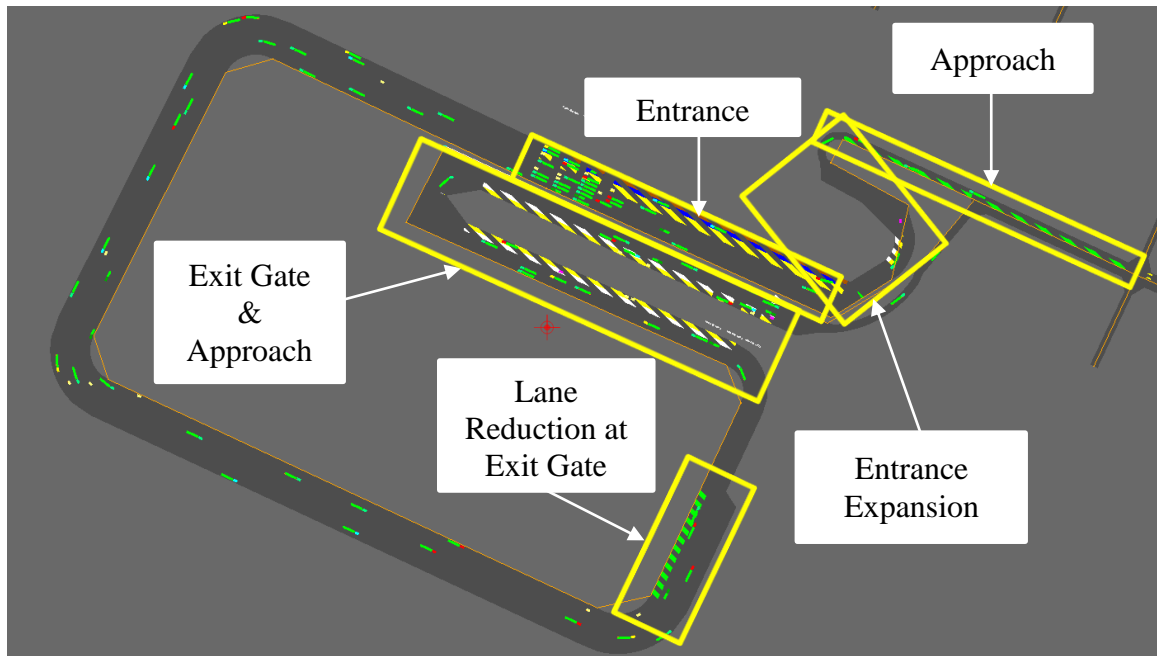 Approach
Entrance
Exit Gate
&
Approach
Lane
Reduction at
Exit Gate
Entrance
Expansion